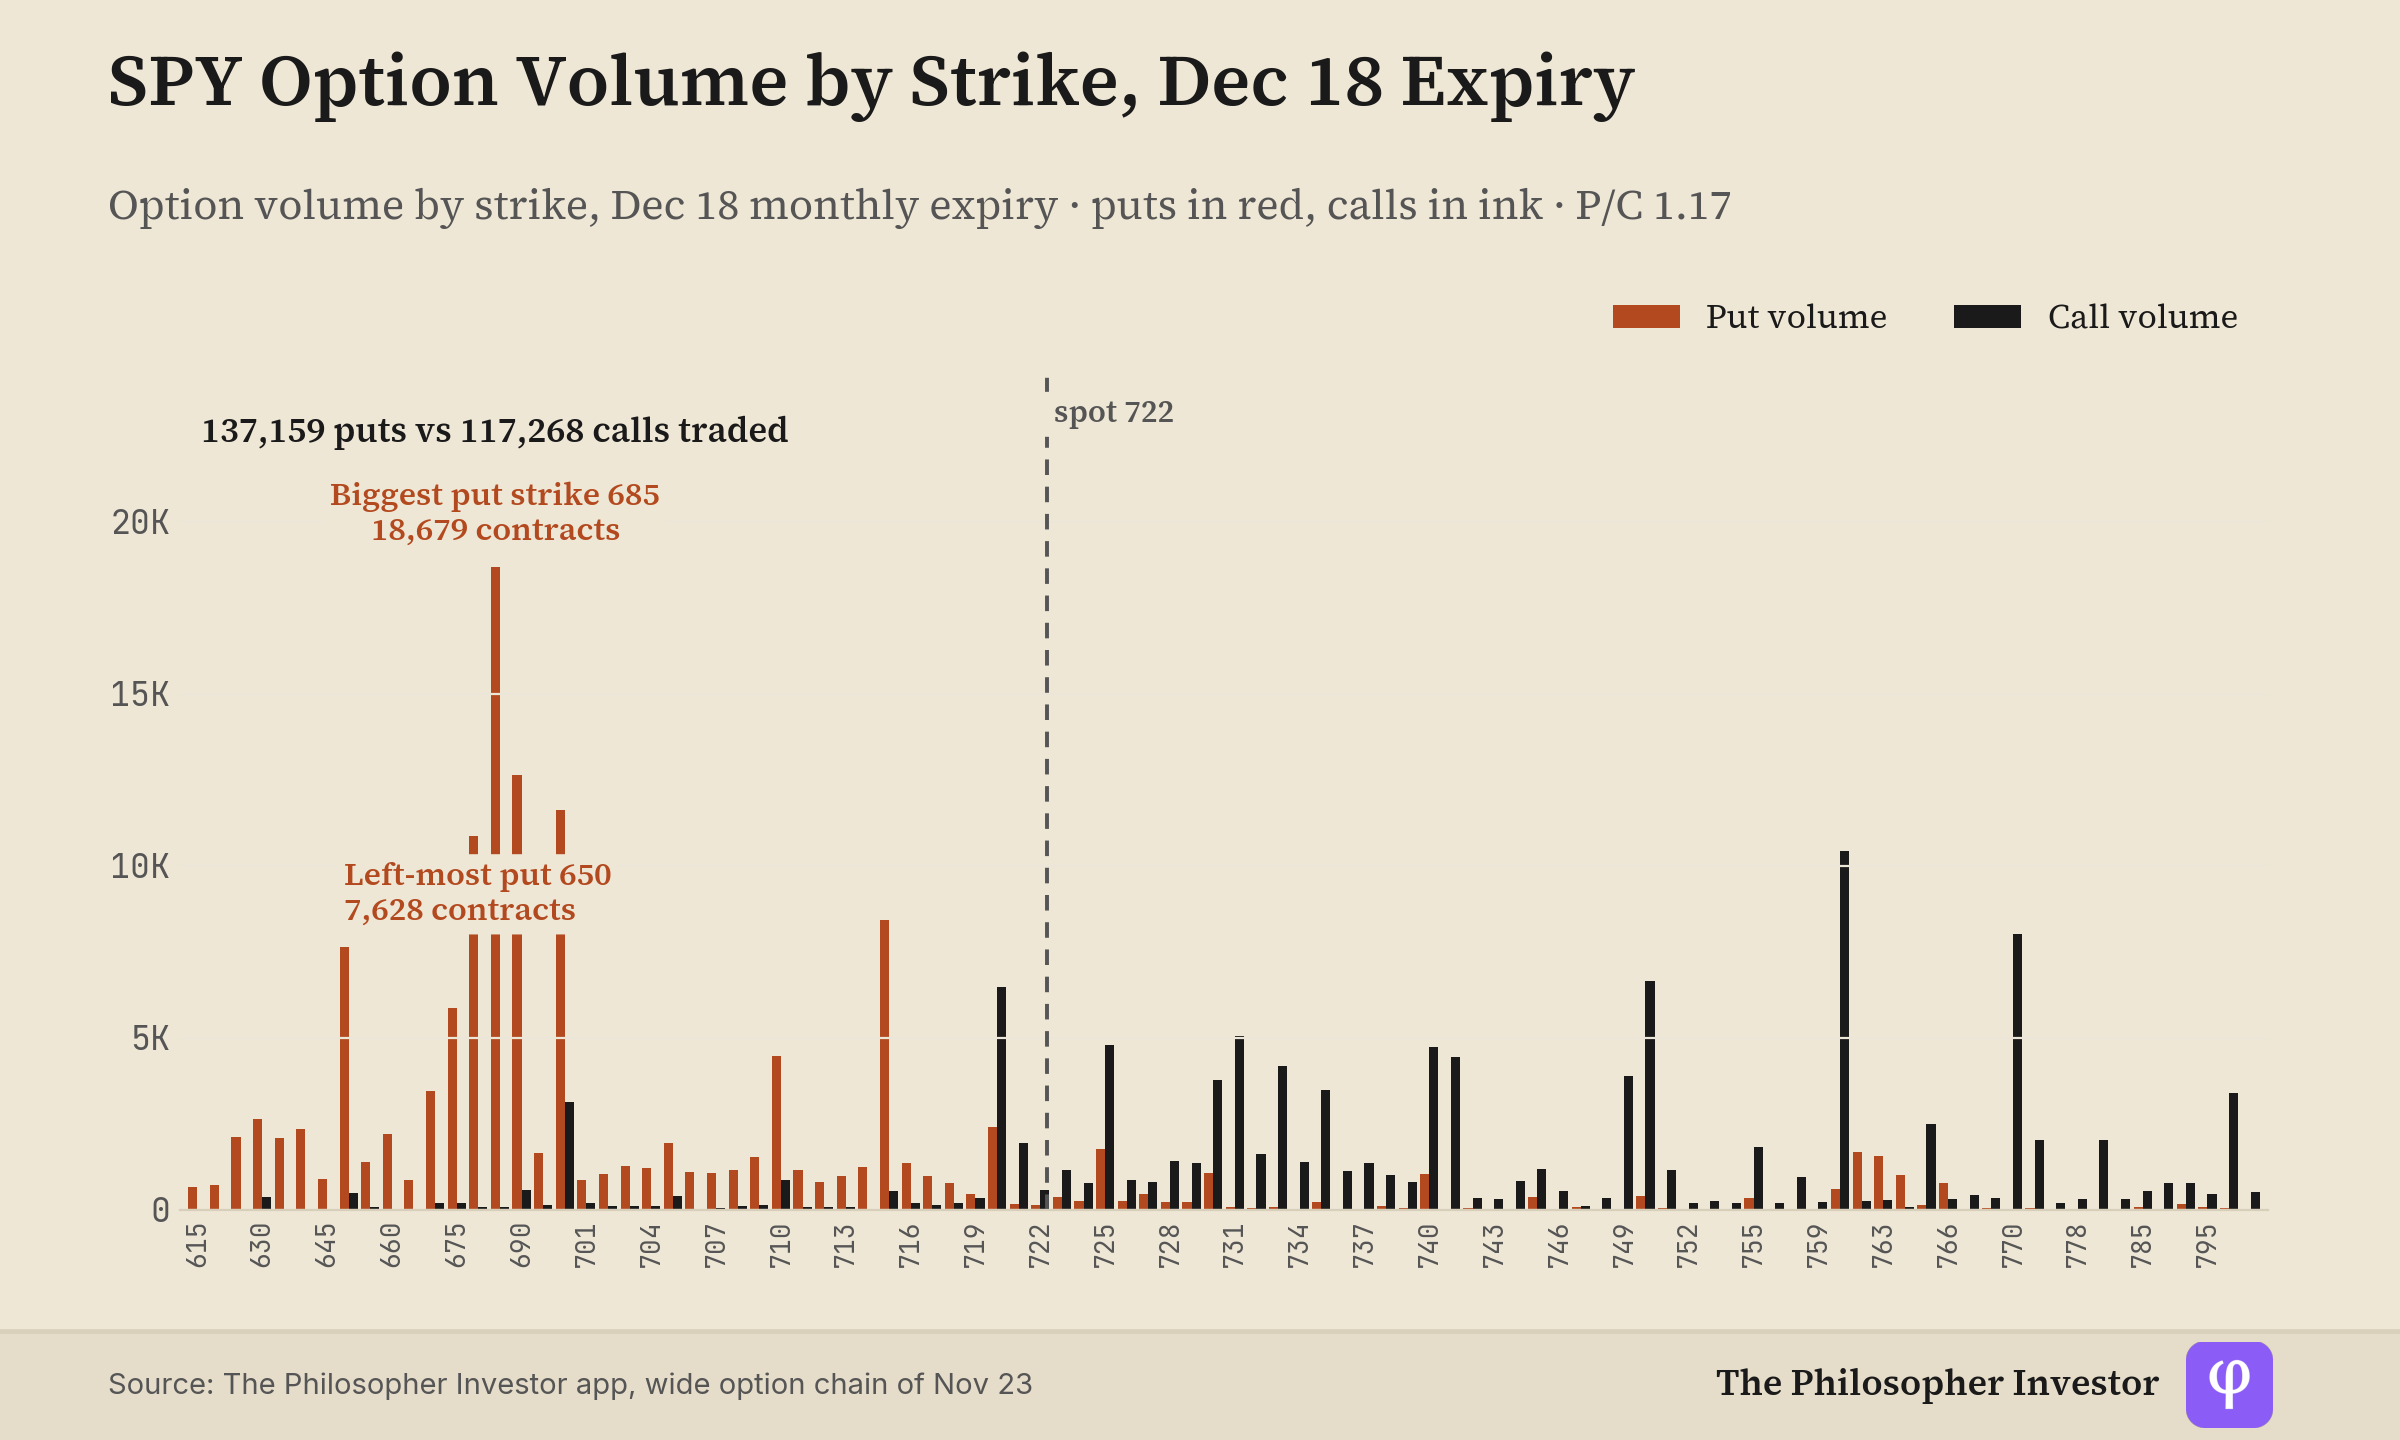 SPY Option Volume by Strike, Dec 18 Expiry
Option volume by strike, Dec 18 monthly expiry · puts in red, calls in ink · P/C 1.17
Put volume
Call volume
137,159 puts vs 117,268 calls traded
spot 722
Biggest put strike 685
18,679 contracts
Left-most put 650
7,628 contracts
20K
15K
10K
5K
0
615
630
645
660
675
690
701
704
707
710
713
716
719
722
725
728
731
734
737
740
743
746
749
752
755
759
763
766
770
778
785
795
Source: The Philosopher Investor app, wide option chain of Nov 23
The Philosopher Investor
φ